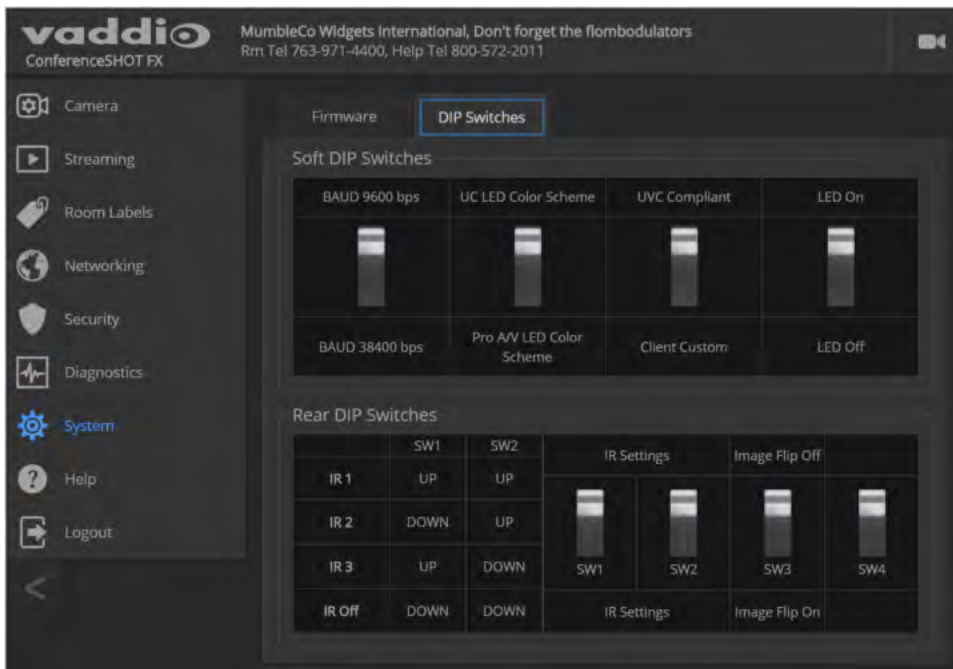 vaddio
ConferenceSHOT FX
MumbleCo Widgets International, Don't forget the flombodulators
Rm Tel 763-971-4400, Help Tel 800-572-2011
Camera
Streaming
Room Labels
Networking
Security
Diagnostics
System
Help
Logout
<
Firmware
DIP Switches
Soft DIP Switches
BAUD 9600 bps UC LED Color Scheme UVC Compliant LED On
BAUD 38400 bps Pro A/V LED Color Scheme Client Custom LED Off
Rear DIP Switches
SW1 SW2
IR 1 UP UP
IR 2 DOWN UP
IR 3 UP DOWN
IR Off DOWN DOWN
IR Settings Image Flip Off
SW1 SW2 SW3 SW4
IR Settings Image Flip On